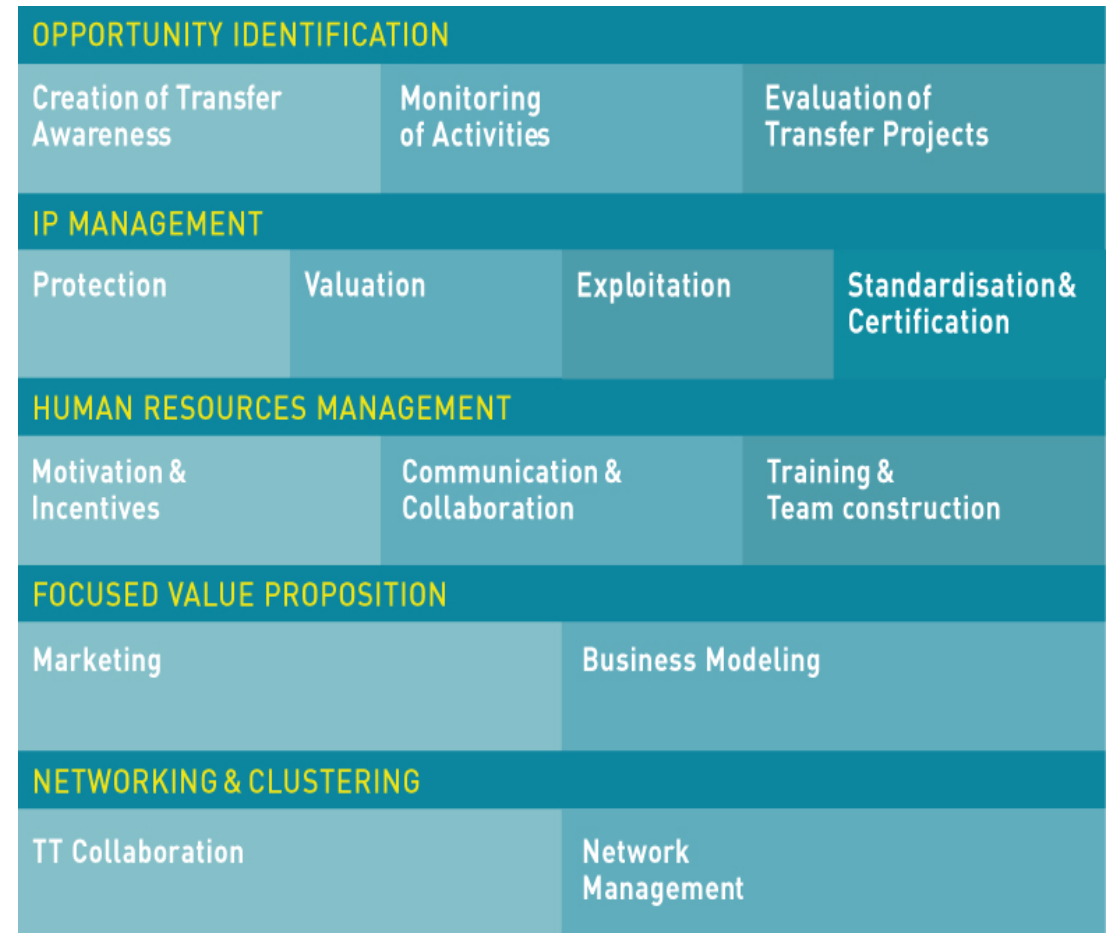 OPPORTUNITY IDENTIFICATION
Creation of Transfer
Awareness
Monitoring
of Activities
Evaluation of
Transfer Projects
IP MANAGEMENT
Protection
Valuation
Exploitation
Standardisation &
Certification
HUMAN RESOURCES MANAGEMENT
Motivation &
Incentives
Communication &
Collaboration
Training &
Team construction
FOCUSED VALUE PROPOSITION
Marketing
Business Modeling
NETWORKING & CLUSTERING
TT Collaboration
Network
Management